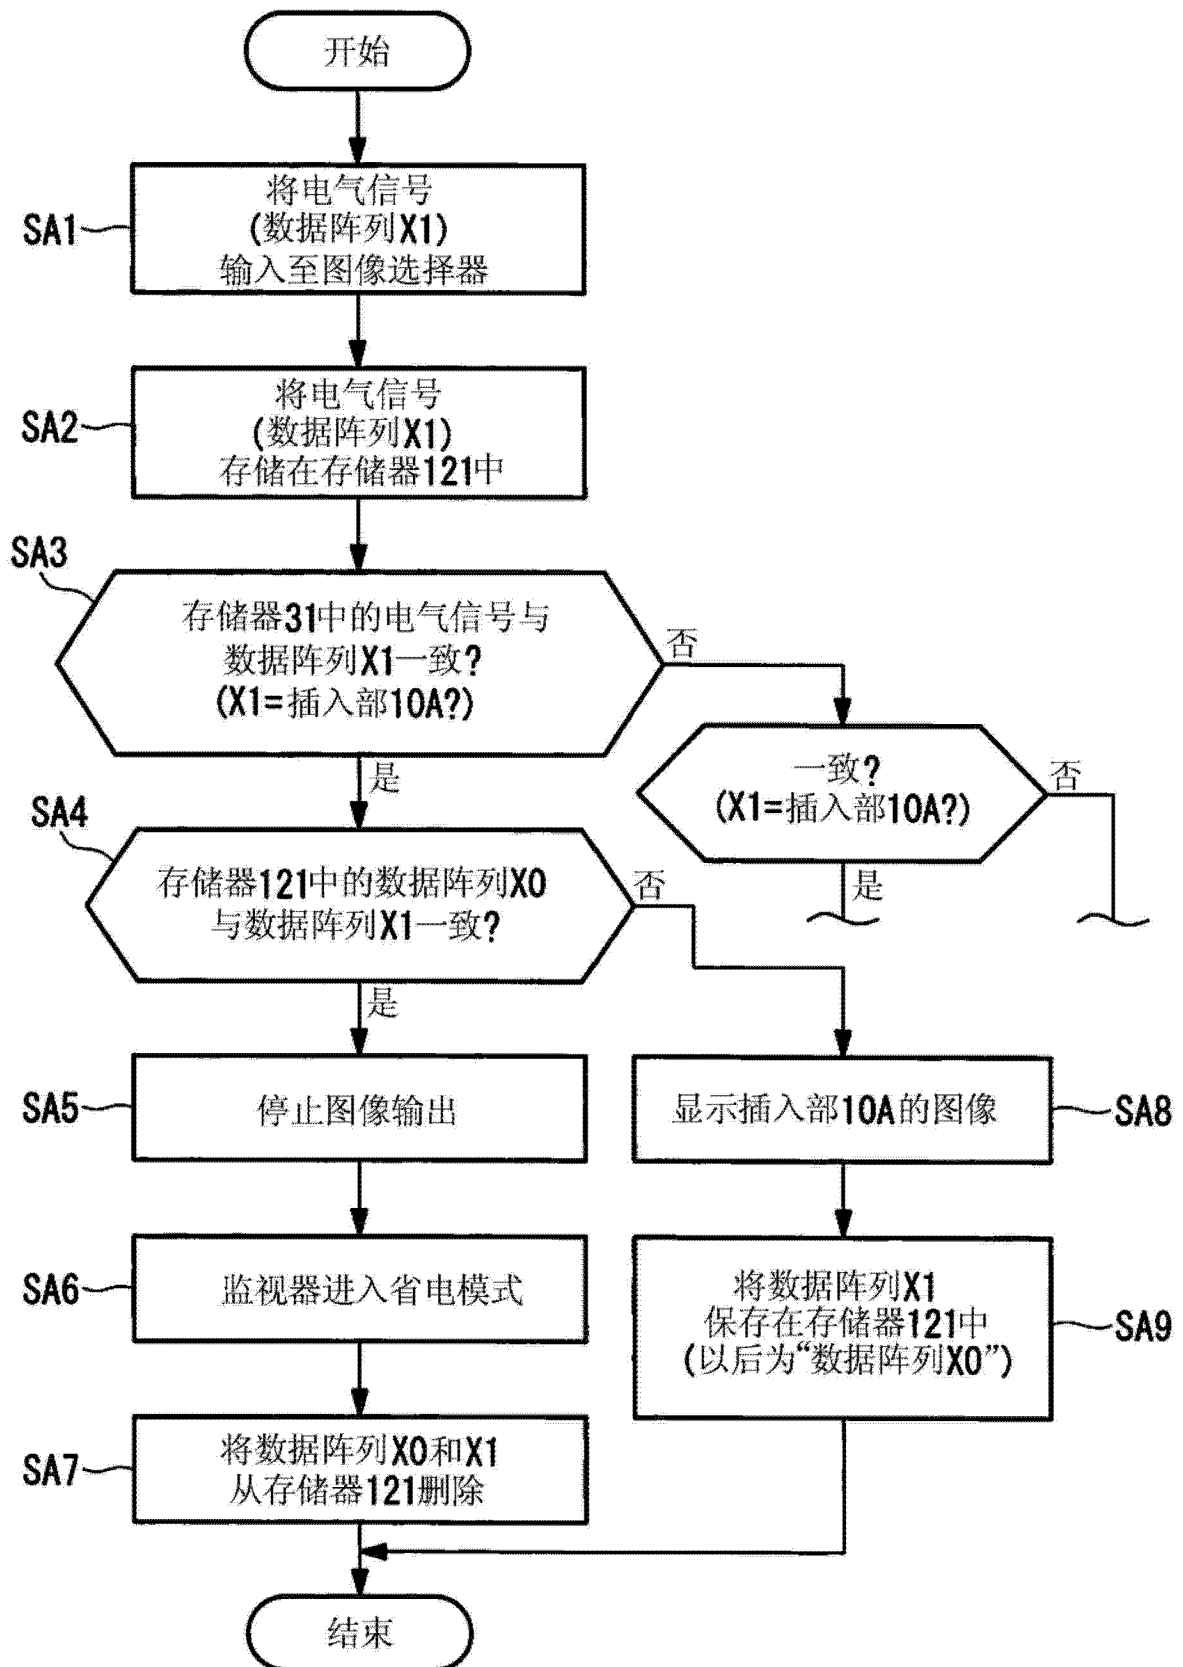 开始
SA1
将电气信号
(数据阵列X1)
输入至图像选择器
SA2
将电气信号
(数据阵列X1)
存储在存储器121中
SA3
存储器31中的电气信号与
数据阵列X1一致?
(X1=插入部10A?)
否
是
一致?
(X1=插入部10A?)
否
是
SA4
存储器121中的数据阵列X0
与数据阵列X1一致?
否
是
SA5
停止图像输出
显示插入部10A的图像
SA8
SA6
监视器进入省电模式
将数据阵列X1
保存在存储器121中
(以后为“数据阵列X0”)
SA9
SA7
将数据阵列X0和X1
从存储器121删除
结束